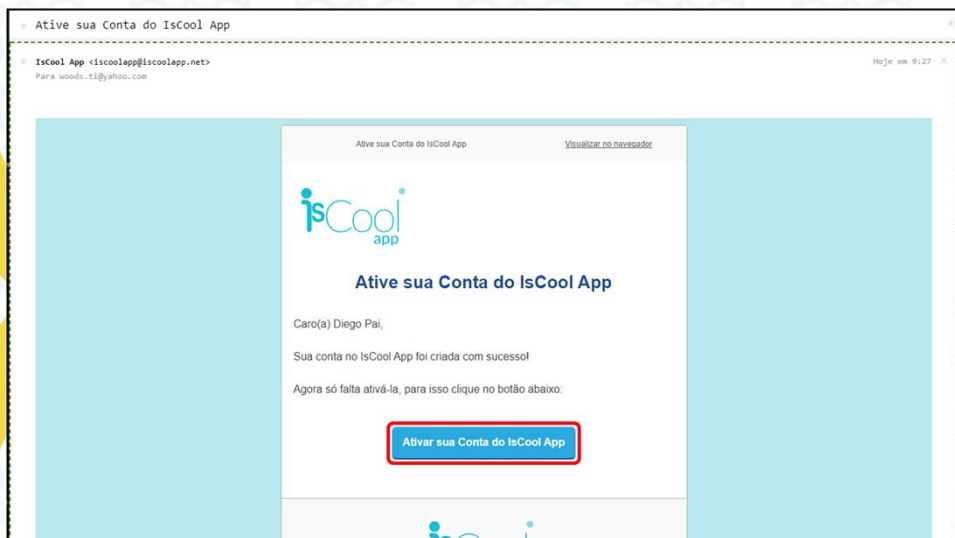 Ative sua Conta do IsCool App
IsCool App <iscoolapp@iscoolapp.net>
Hoje em 9:27
Para woods.ti@yahoo.com
Ative sua Conta do IsCool App
Visualizar no navegador
isCool®
app
Ative sua Conta do IsCool App
Caro(a) Diego Pai,
Sua conta no IsCool App foi criada com sucesso!
Agora só falta ativá-la, para isso clique no botão abaixo:
Ativar sua Conta do IsCool App